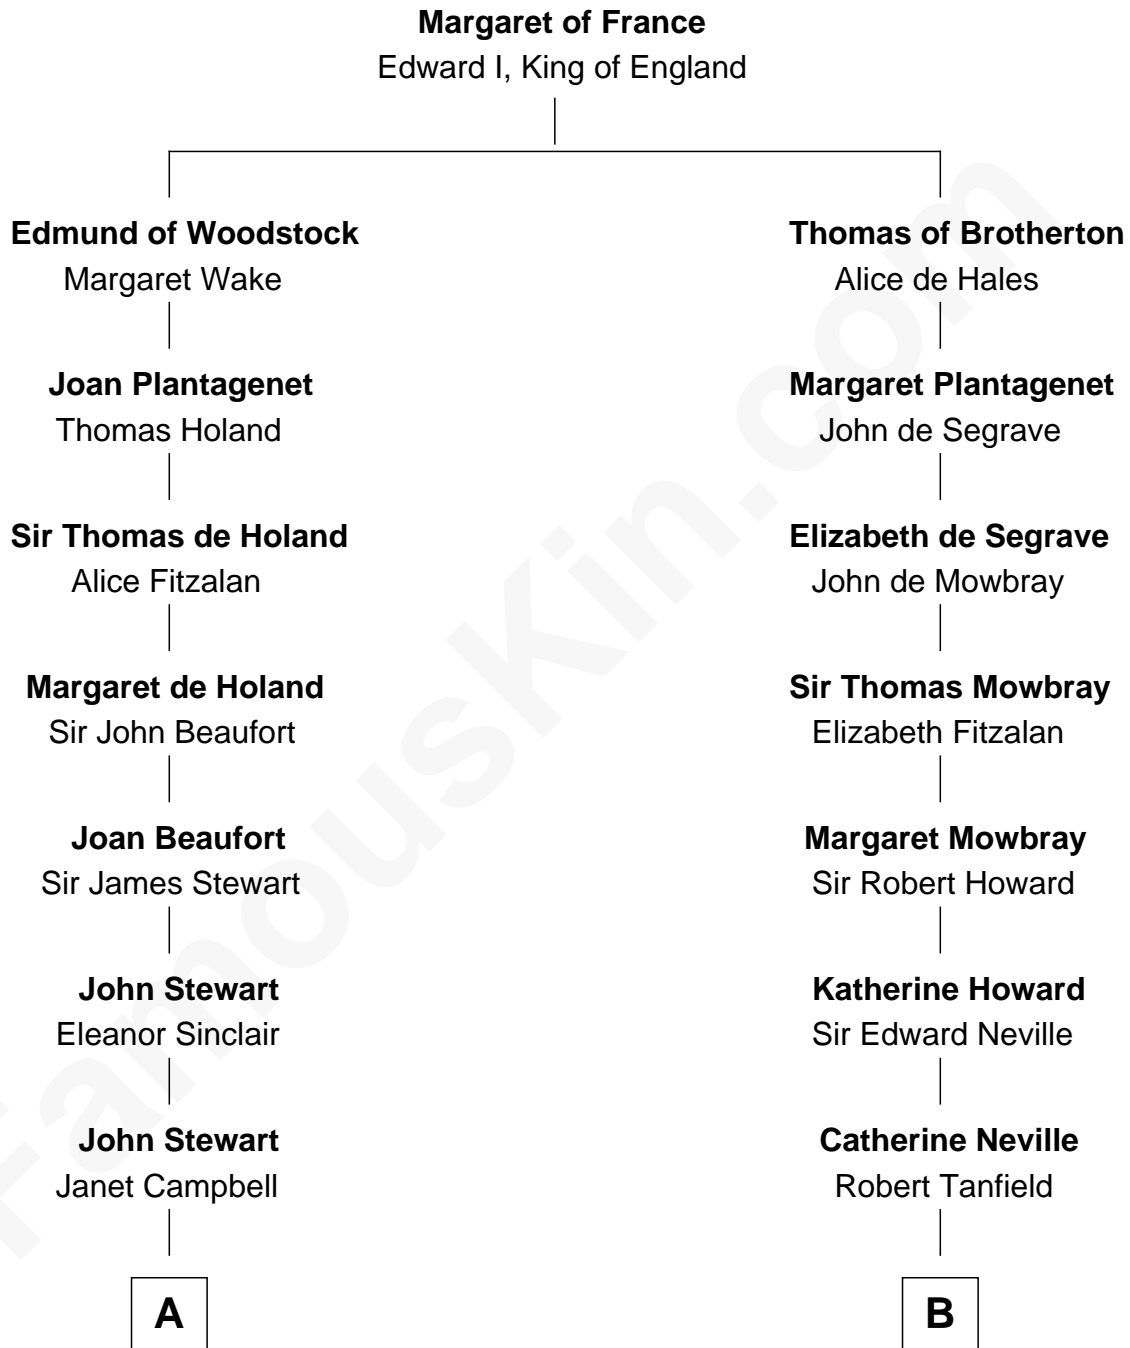 Margaret of France
Edward I, King of England
Edmund of Woodstock
Margaret Wake
Thomas of Brotherton
Alice de Hales
Joan Plantagenet
Thomas Holand
Margaret Plantagenet
John de Segrave
Sir Thomas de Holand
Alice Fitzalan
Elizabeth de Segrave
John de Mowbray
Margaret de Holand
Sir John Beaufort
Sir Thomas Mowbray
Elizabeth Fitzalan
Joan Beaufort
Sir James Stewart
Margaret Mowbray
Sir Robert Howard
John Stewart
Eleanor Sinclair
Katherine Howard
Sir Edward Neville
John Stewart
Janet Campbell
Catherine Neville
Robert Tanfield
A
B
FamousKin.com